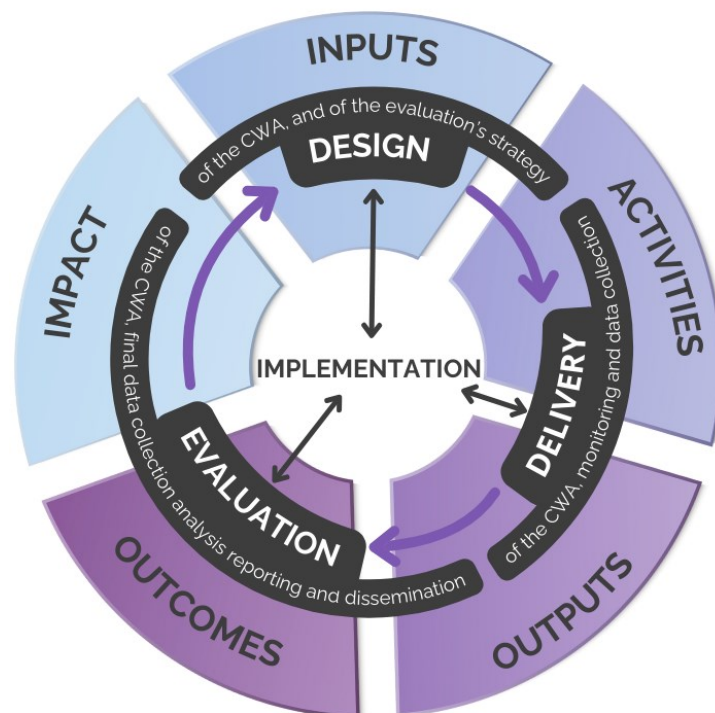 INPUTS
of the CWA, and of the evaluation's strategy
DESIGN
ACTIVITIES
of the CWA, monitoring and data collection
DELIVERY
IMPACT
IMPLEMENTATION
of the CWA, final data collection analysis reporting and dissemination
EVALUATION
OUTCOMES
OUTPUTS